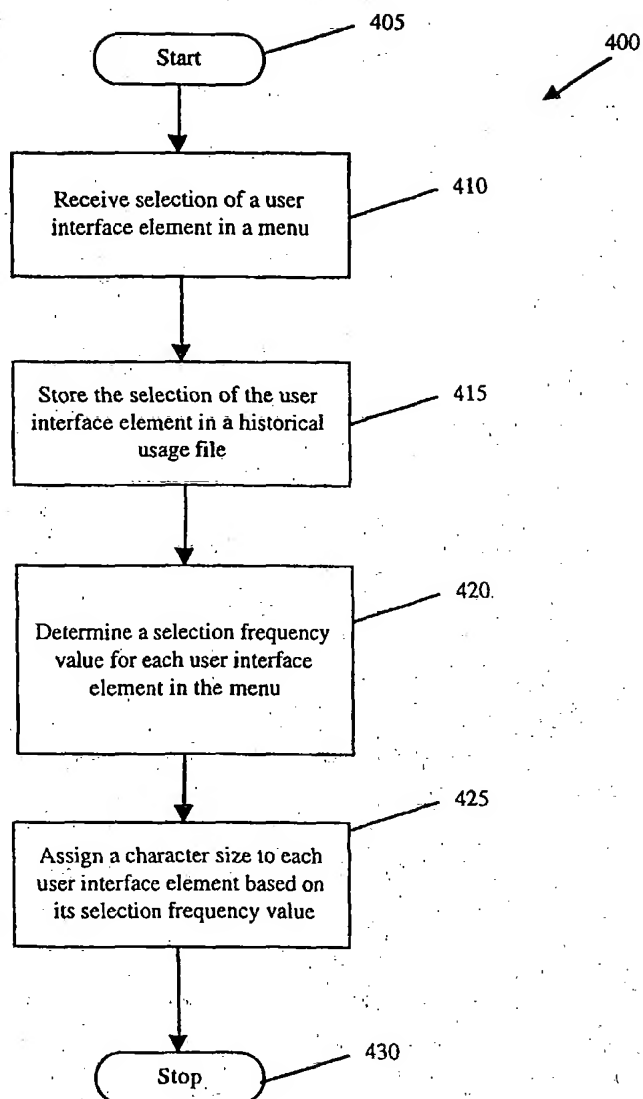 Start
405
400
Receive selection of a user
interface element in a menu
410
Store the selection of the user
interface element in a historical
usage file
415
Determine a selection frequency
value for each user interface
element in the menu
420
Assign a character size to each
user interface element based on
its selection frequency value
425
Stop
430